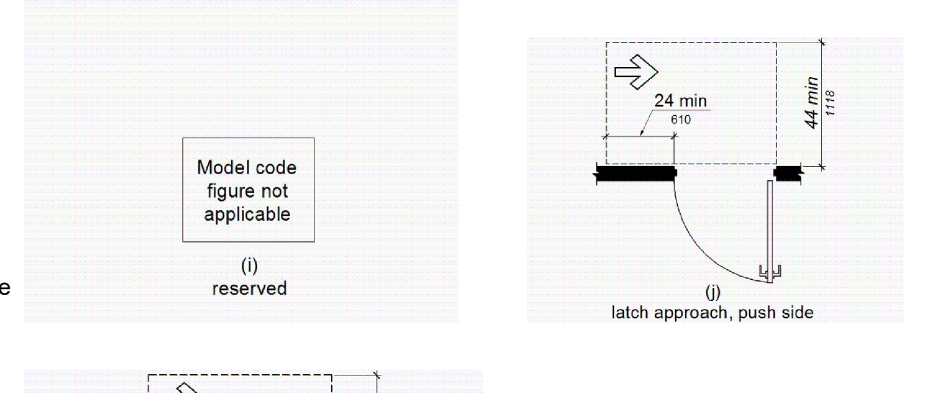 Model code
figure not
applicable
(i)
reserved
e
24 min
610
44 min
1118
(j)
latch approach, push side